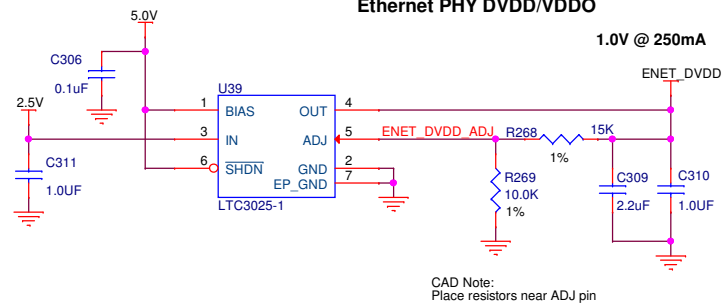 Ethernet PHY DVDD/VDDO
5.0V
1.0V @ 250mA
C306
0.1uF
ENET_DVDD
U39
2.5V
1 BIAS OUT 4
3 IN ADJ 5 ENET_DVDD_ADJ R268 15K
1%
C311
1.0UF
6 SHDN GND 2
EP_GND 7
LTC3025-1
R269
10.0K
1%
C309
2.2uF
C310
1.0UF
CAD Note:
Place resistors near ADJ pin